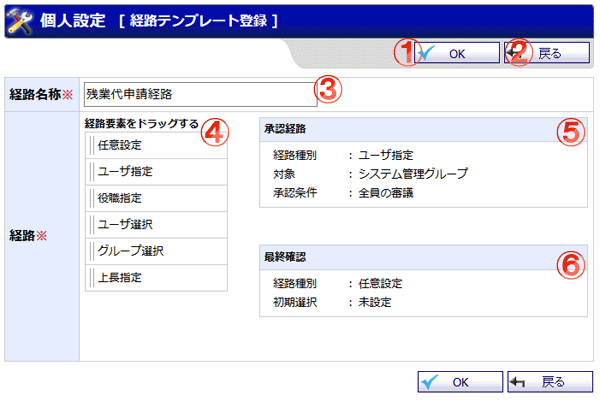 個人設定 [ 経路テンプレート登録 ]
① OK ② 戻る
経路名称※ 残業代申請経路 ③
経路※
経路要素をドラッグする ④
任意設定
ユーザ指定
役職指定
ユーザ選択
グループ選択
上長指定
承認経路 ⑤
経路種別 : ユーザ指定
対象 : システム管理グループ
承認条件 : 全員の審議
最終確認 ⑥
経路種別 : 任意設定
初期選択 : 未設定
OK 戻る